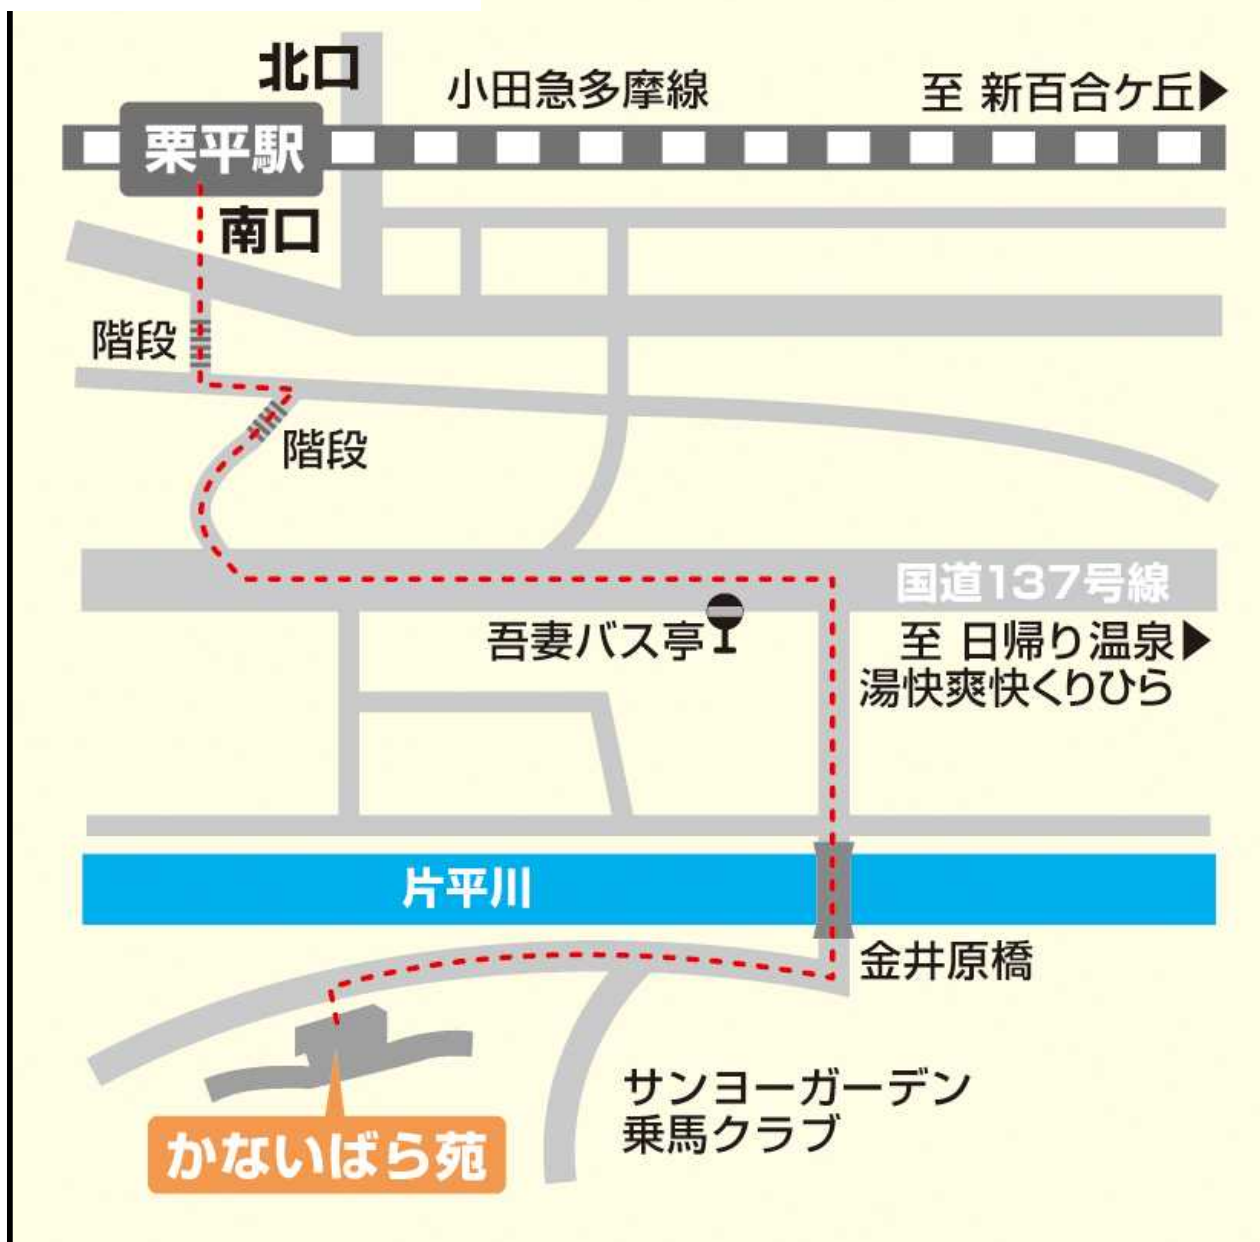 北口
小田急多摩線
至 新百合ケ丘▶
栗平駅
南口
階段
階段
国道137号線
吾妻バス亭
至 日帰り温泉▶
湯快爽快くりひら
片平川
金井原橋
サンヨーガーデン
乗馬クラブ
かないばら苑